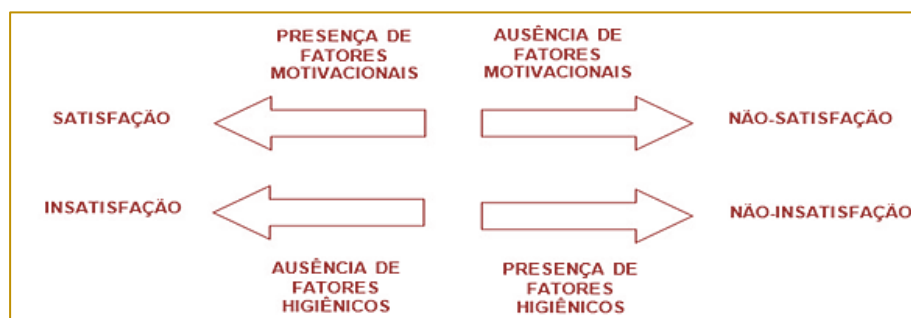 PRESENÇA DE
FATORES
MOTIVACIONAIS
AUSÊNCIA DE
FATORES
MOTIVACIONAIS
SATISFAÇÃO
NÃO-SATISFAÇÃO
INSATISFAÇÃO
NÃO-INSATISFAÇÃO
AUSÊNCIA DE
FATORES
HIGIÊNICOS
PRESENÇA DE
FATORES
HIGIÊNICOS